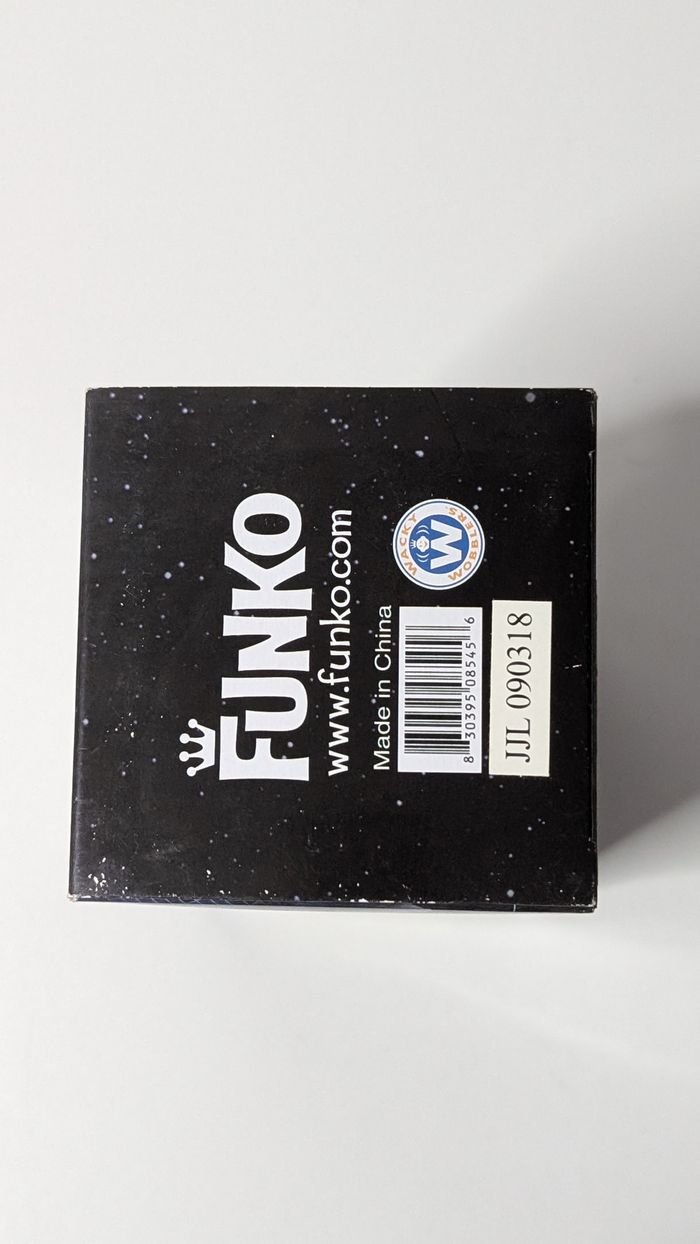 FUNKO
www.funko.com
Made in China
WACKY
W
WOBBLERS
8 30395 08545 6
JJL 090318